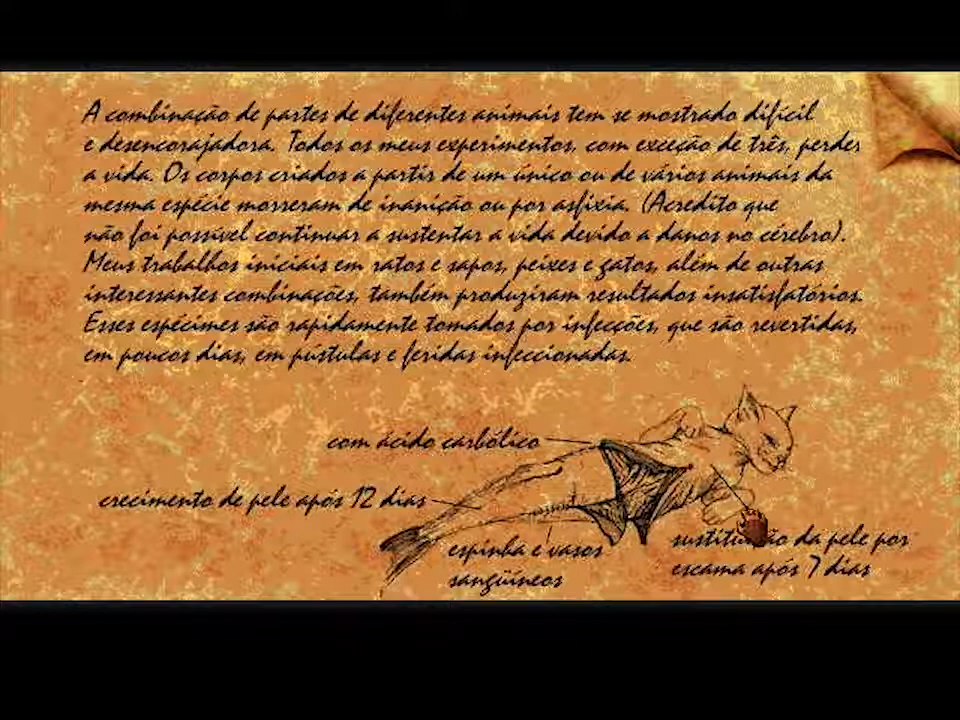 A combinação de partes de diferentes animais tem se mostrado difícil
e desencorajadora. Todos os meus experimentos, com exceção de três, perder
a vida. Os corpos criados a partir de um único ou de vários animais da
mesma espécie morreram de inanição ou por asfixia. (Acredito que
não foi possível continuar a sustentar a vida devido a danos no cérebro).
Meus trabalhos iniciais em ratos e sapos, peixes e gatos, além de outras
interessantes combinações, também produziram resultados insatisfatórios.
Esses espécimes são rapidamente tomados por infecções, que são revertidas,
em poucos dias, em pústulas e feridas infeccionadas.
com ácido carbólico
crecimento de pele após 12 dias
espinha e vasos
sangüíneos
sustituição da pele por
escama após 7 dias